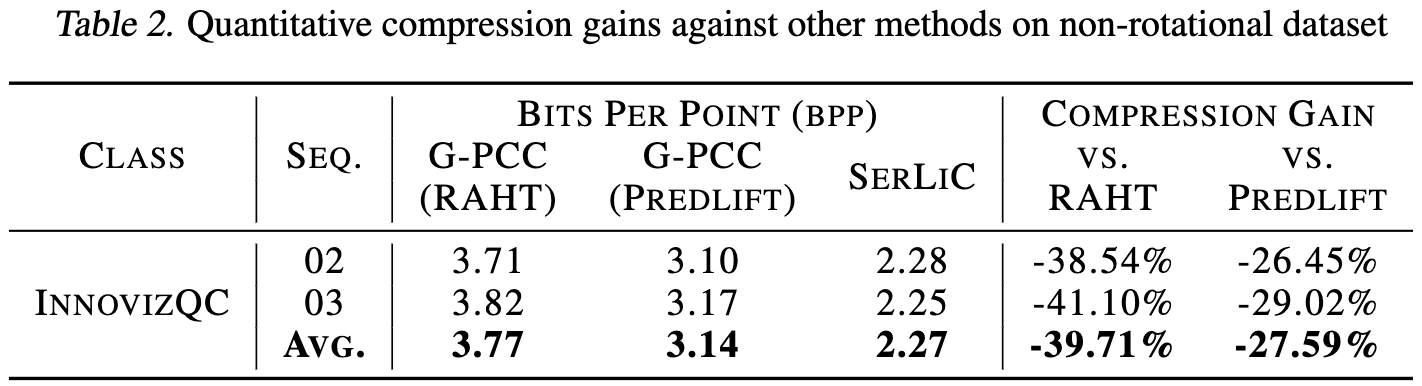 Table 2. Quantitative compression gains against other methods on non-rotational dataset
CLASS SEQ. BITS PER POINT (BPP) COMPRESSION GAIN
G-PCC (RAHT) G-PCC (PREDLIFT) SERLIC VS. RAHT VS. PREDLIFT
INNOVIZQC
02 3.71 3.10 2.28 -38.54% -26.45%
03 3.82 3.17 2.25 -41.10% -29.02%
AVG. 3.77 3.14 2.27 -39.71% -27.59%